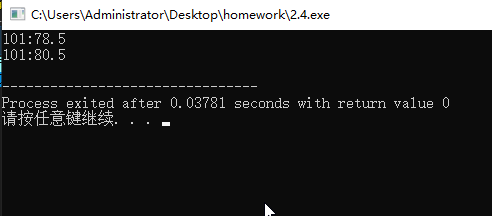 C:\Users\Administrator\Desktop\homework\2.4.exe
101:78.5
101:80.5
--------------------------------
Process exited after 0.03781 seconds with return value 0
请按任意键继续. . .